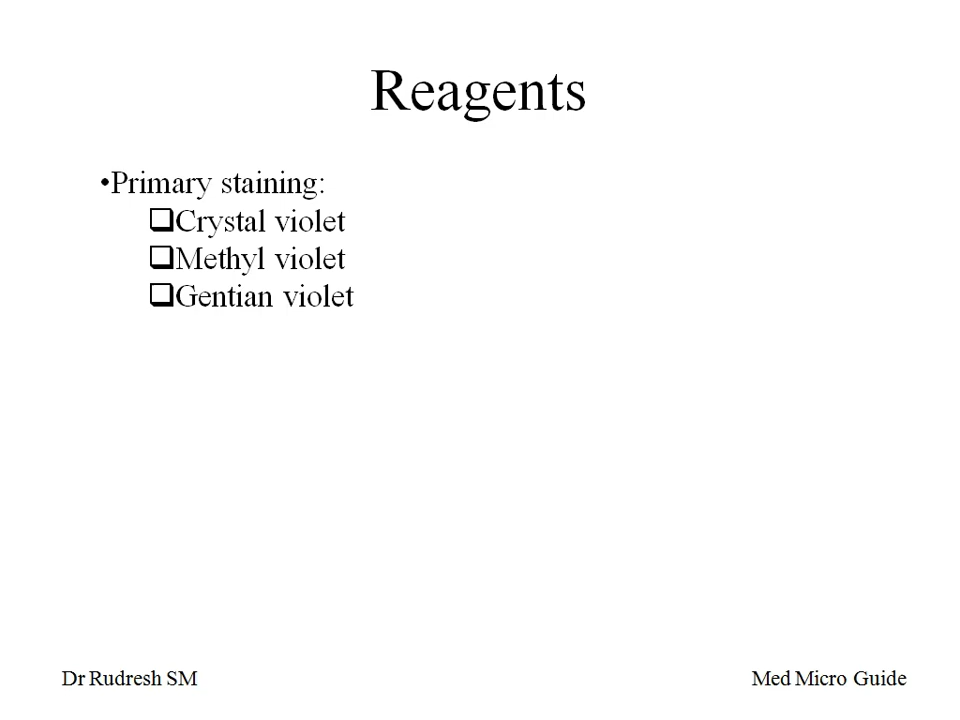 Reagents
•Primary staining:
❑Crystal violet
❑Methyl violet
❑Gentian violet
Dr Rudresh SM
Med Micro Guide